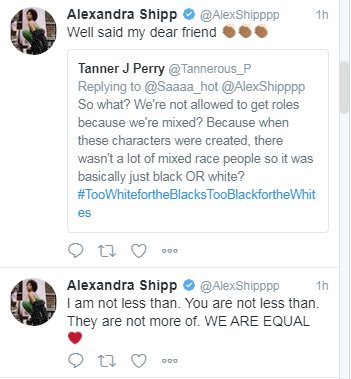 Alexandra Shipp @AlexShipppp 1h
Well said my dear friend 👏🏽👏🏽👏🏽
Tanner J Perry @Tannerous_P
Replying to @Saaaa_hot @AlexShipppp
So what? We're not allowed to get roles
because we're mixed? Because when
these characters were created, there
wasn't a lot of mixed race people so it was
basically just black OR white?
#TooWhitefortheBlacksTooBlackfortheWhit
es
Alexandra Shipp @AlexShipppp 1h
I am not less than. You are not less than.
They are not more of. WE ARE EQUAL
❤